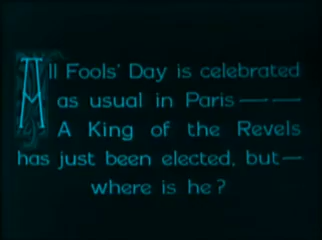 All Fools' Day is celebrated
as usual in Paris — —
A King of the Revels
has just been elected, but —
where is he?